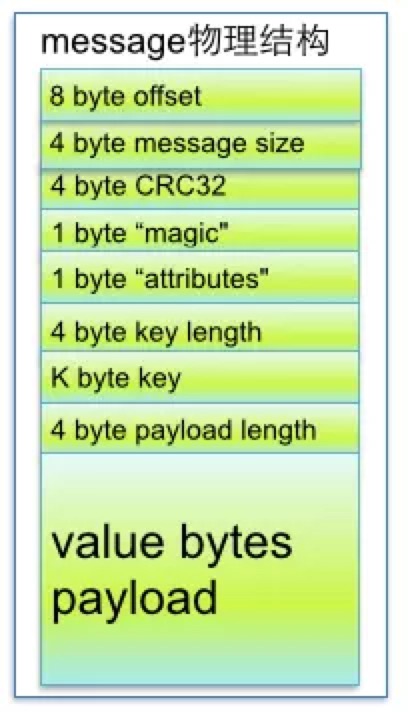 message物理结构
8 byte offset
4 byte message size
4 byte CRC32
1 byte “magic"
1 byte “attributes"
4 byte key length
K byte key
4 byte payload length
value bytes
payload